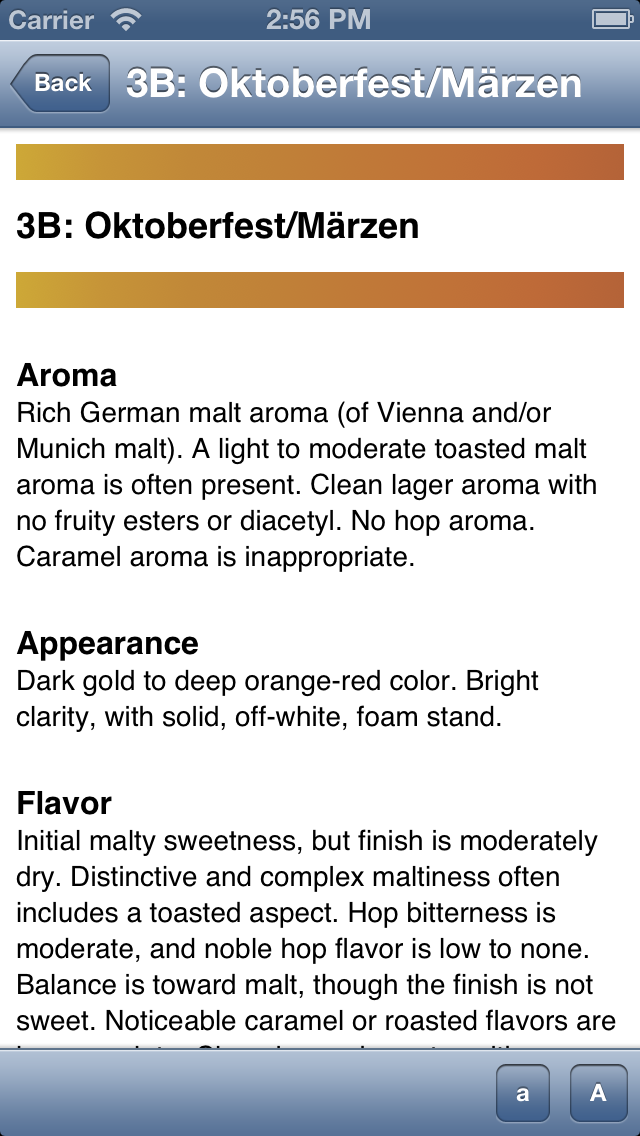 Carrier 2:56 PM
Back 3B: Oktoberfest/Märzen
3B: Oktoberfest/Märzen
Aroma
Rich German malt aroma (of Vienna and/or
Munich malt). A light to moderate toasted malt
aroma is often present. Clean lager aroma with
no fruity esters or diacetyl. No hop aroma.
Caramel aroma is inappropriate.
Appearance
Dark gold to deep orange-red color. Bright
clarity, with solid, off-white, foam stand.
Flavor
Initial malty sweetness, but finish is moderately
dry. Distinctive and complex maltiness often
includes a toasted aspect. Hop bitterness is
moderate, and noble hop flavor is low to none.
Balance is toward malt, though the finish is not
sweet. Noticeable caramel or roasted flavors are
a A